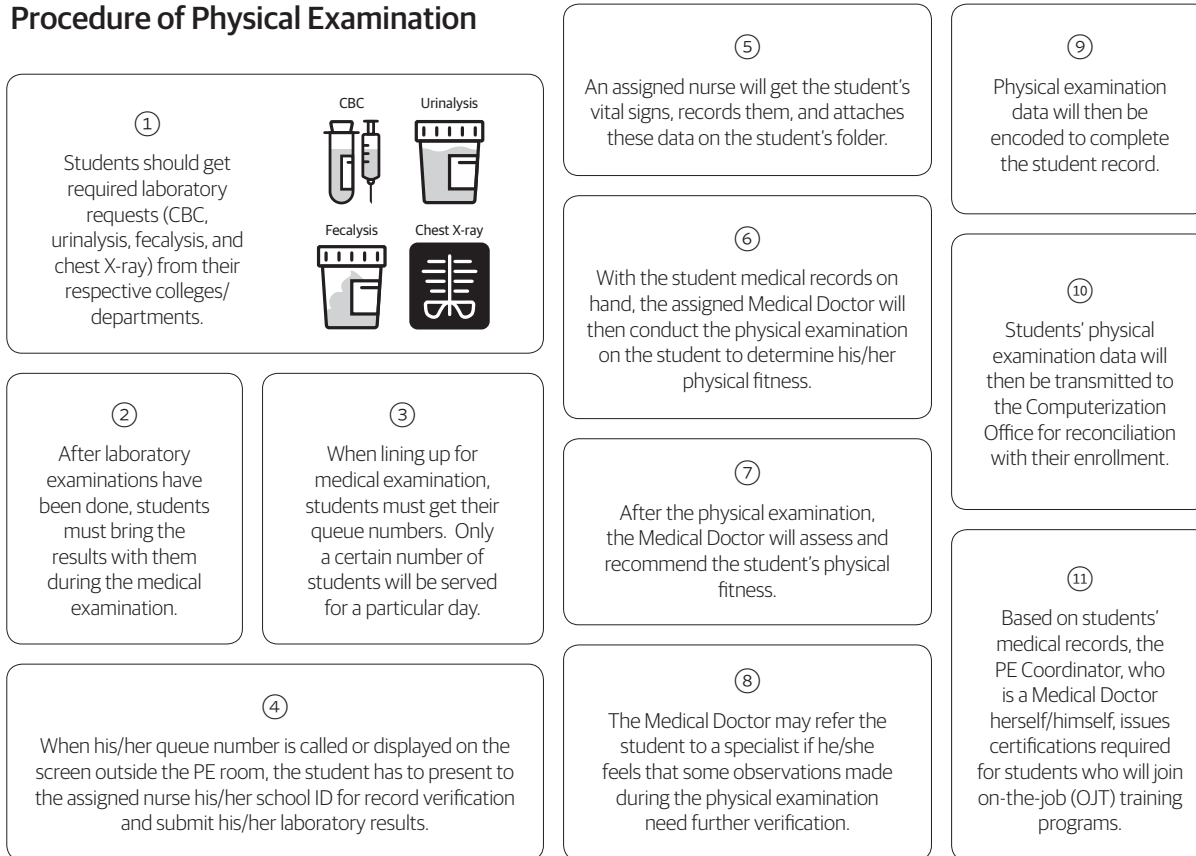 Procedure of Physical Examination
1
Students should get
required laboratory
requests (CBC,
urinalysis, fecalysis, and
chest X-ray) from their
respective colleges/
departments.
CBC
Urinalysis
Fecalysis
Chest X-ray
2
After laboratory
examinations have
been done, students
must bring the
results with them
during the medical
examination.
3
When lining up for
medical examination,
students must get their
queue numbers. Only
a certain number of
students will be served
for a particular day.
4
When his/her queue number is called or displayed on the
screen outside the PE room, the student has to present to
the assigned nurse his/her school ID for record verification
and submit his/her laboratory results.
5
An assigned nurse will get the student's
vital signs, records them, and attaches
these data on the student's folder.
6
With the student medical records on
hand, the assigned Medical Doctor will
then conduct the physical examination
on the student to determine his/her
physical fitness.
7
After the physical examination,
the Medical Doctor will assess and
recommend the student's physical
fitness.
8
The Medical Doctor may refer the
student to a specialist if he/she
feels that some observations made
during the physical examination
need further verification.
9
Physical examination
data will then be
encoded to complete
the student record.
10
Students' physical
examination data will
then be transmitted to
the Computerization
Office for reconciliation
with their enrollment.
11
Based on students'
medical records, the
PE Coordinator, who
is a Medical Doctor
herself/himself, issues
certifications required
for students who will join
on-the-job (OJT) training
programs.